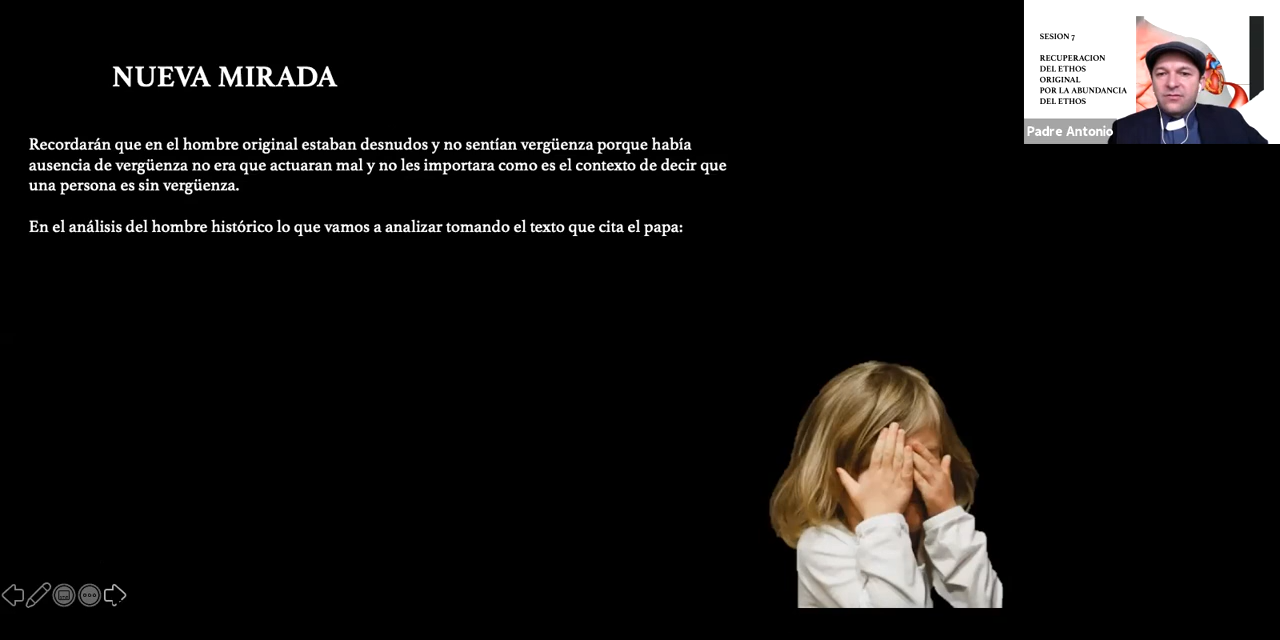 NUEVA MIRADA
Recordarán que en el hombre original estaban desnudos y no sentían vergüenza porque había
ausencia de vergüenza no era que actuaran mal y no les importara como es el contexto de decir que
una persona es sin vergüenza.
En el análisis del hombre histórico lo que vamos a analizar tomando el texto que cita el papa:
SESION 7
RECUPERACION
DEL ETHOS
ORIGINAL
POR LA ABUNDANCIA
DEL ETHOS
Padre Antonio